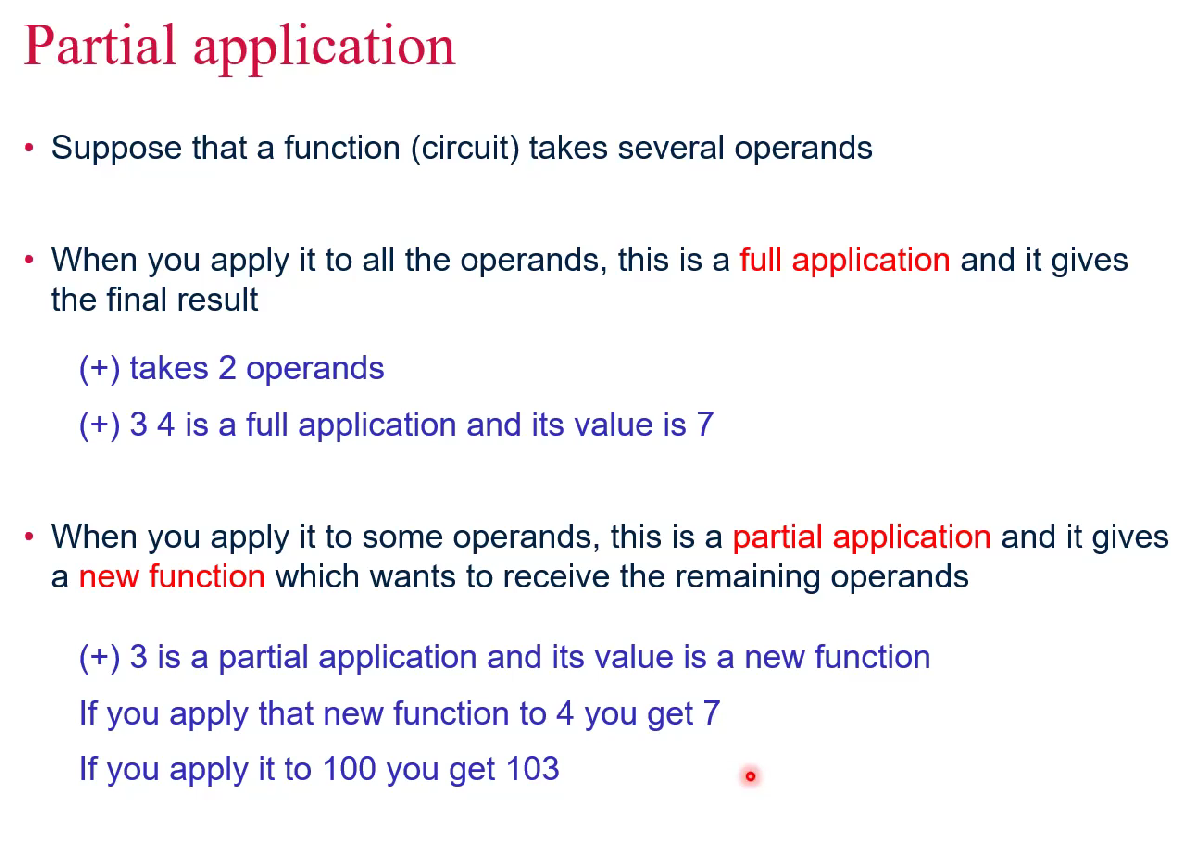 Partial application
• Suppose that a function (circuit) takes several operands
• When you apply it to all the operands, this is a full application and it gives
the final result
(+) takes 2 operands
(+) 3 4 is a full application and its value is 7
• When you apply it to some operands, this is a partial application and it gives
a new function which wants to receive the remaining operands
(+) 3 is a partial application and its value is a new function
If you apply that new function to 4 you get 7
If you apply it to 100 you get 103